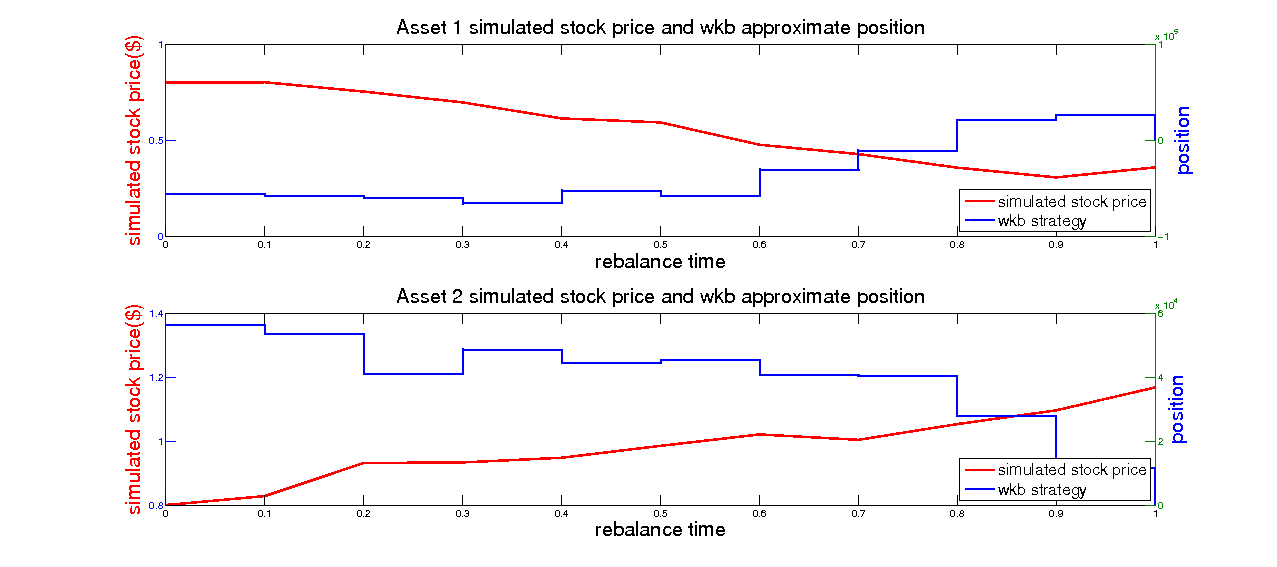 Asset 1 simulated stock price and wkb approximate position
simulated stock price($)
1
0.5
0
x 10^5
1
0
−1
position
simulated stock price
wkb strategy
0 0.1 0.2 0.3 0.4 0.5 0.6 0.7 0.8 0.9 1
rebalance time
Asset 2 simulated stock price and wkb approximate position
simulated stock price($)
1.4
1.2
1
0.8
x 10^4
6
4
2
0
position
simulated stock price
wkb strategy
0 0.1 0.2 0.3 0.4 0.5 0.6 0.7 0.8 0.9 1
rebalance time